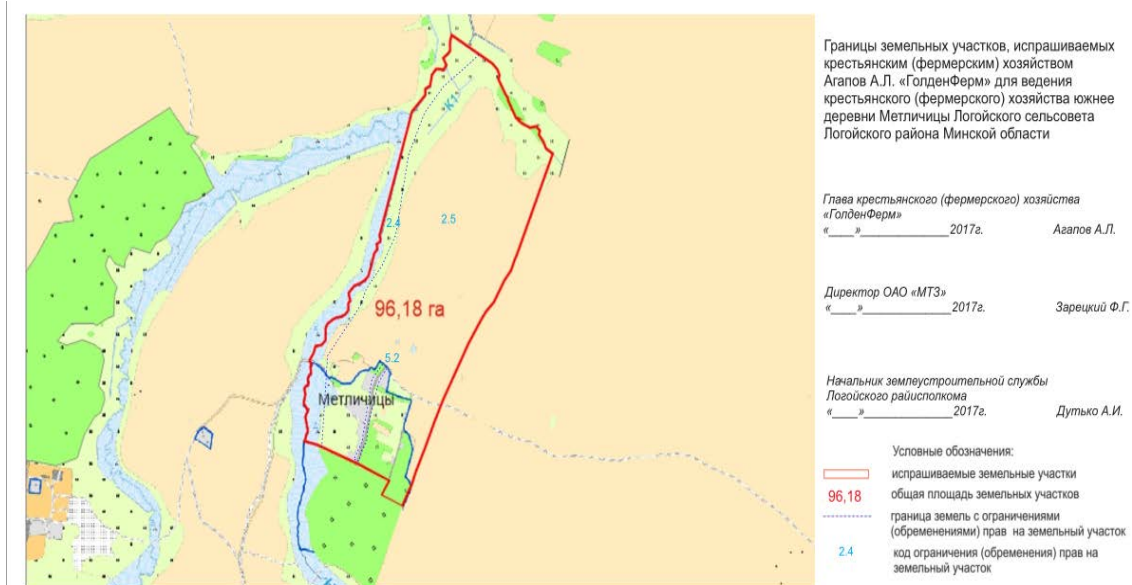 Границы земельных участков, испрашиваемых
крестьянским (фермерским) хозяйством
Агапов А.Л. «ГолденФерм» для ведения
крестьянского (фермерского) хозяйства южнее
деревни Метличицы Логойского сельсовета
Логойского района Минской области
Глава крестьянского (фермерского) хозяйства
«ГолденФерм»
«____»______________2017г. Агапов А.Л.
Директор ОАО «МТЗ»
«____»______________2017г. Зарецкий Ф.Г.
Начальник землеустроительной службы
Логойского райисполкома
«____»______________2017г. Дутько А.И.
Условные обозначения:
испрашиваемые земельные участки
96,18 общая площадь земельных участков
граница земель с ограничениями
(обременениями) прав на земельный участок
2.4 код ограничения (обременения) прав на
земельный участок
К1
2.4
2.5
96,18 га
5.2
Метличицы